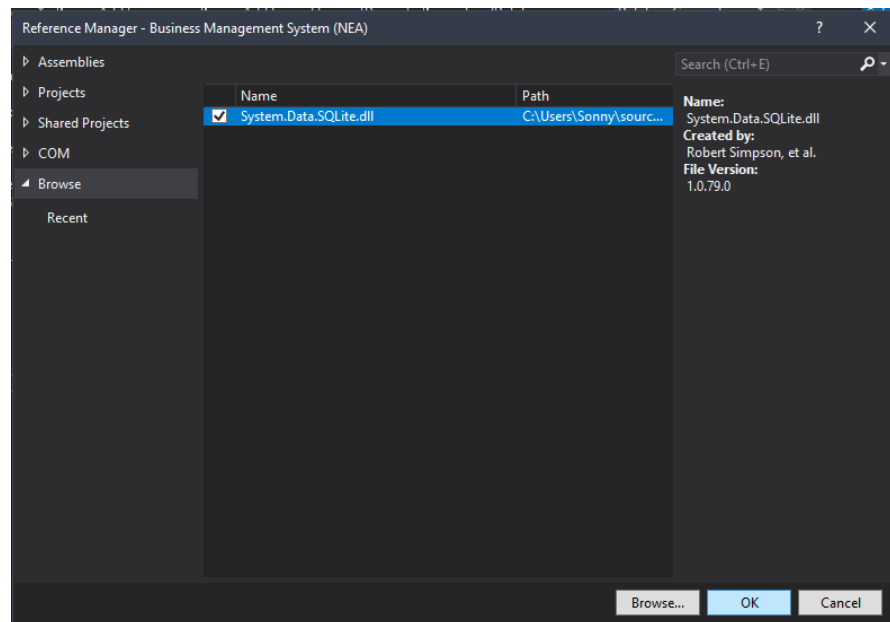 Reference Manager - Business Management System (NEA)
? ✕
Assemblies
Projects
Shared Projects
COM
Browse
Recent
Name Path
System.Data.SQLite.dll C:\Users\Sonny\sourc...
Search (Ctrl+E)
Name:
System.Data.SQLite.dll
Created by:
Robert Simpson, et al.
File Version:
1.0.79.0
Browse... OK Cancel